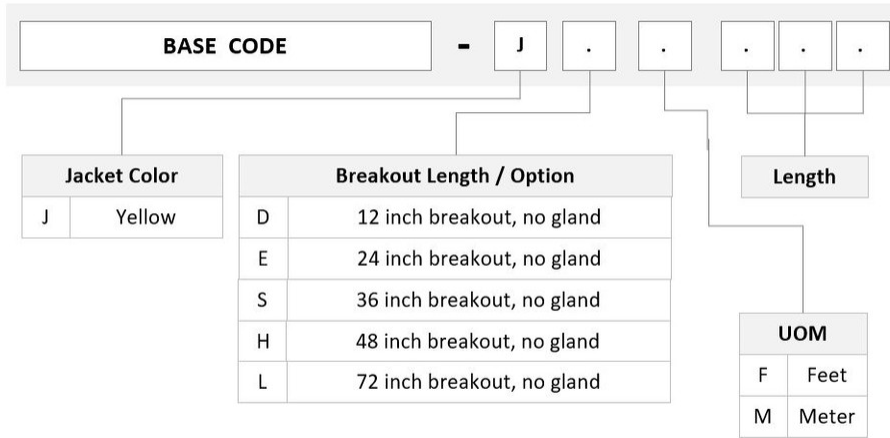 BASE CODE - J . . . . .
Jacket Color
J Yellow
Breakout Length / Option
D 12 inch breakout, no gland
E 24 inch breakout, no gland
S 36 inch breakout, no gland
H 48 inch breakout, no gland
L 72 inch breakout, no gland
Length
UOM
F Feet
M Meter